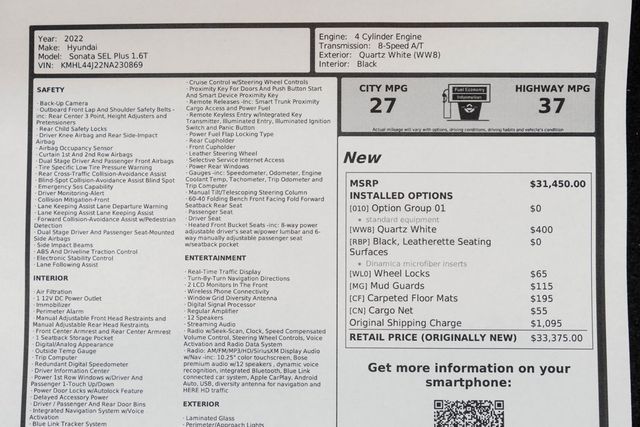 Year: 2022
Make: Hyundai
Model: Sonata SEL Plus 1.6T
VIN: KMHL44J22NA230869
Engine: 4 Cylinder Engine
Transmission: 8-Speed A/T
Exterior: Quartz White (WW8)
Interior: Black
SAFETY
· Back-Up Camera
· Outboard Front Lap And Shoulder Safety Belts -
inc: Rear Center 3 Point, Height Adjusters and
Pretensioners
· Rear Child Safety Locks
· Driver Knee Airbag and Rear Side-Impact
Airbag
· Airbag Occupancy Sensor
· Curtain 1st And 2nd Row Airbags
· Dual Stage Driver And Passenger Front Airbags
· Tire Specific Low Tire Pressure Warning
· Rear Cross-Traffic Collision-Avoidance Assist
· Blind-Spot Collision-Avoidance Assist Blind Spot
· Emergency Sos Capability
· Driver Monitoring-Alert
· Collision Mitigation-Front
· Lane Keeping Assist Lane Departure Warning
· Lane Keeping Assist Lane Keeping Assist
· Forward Collision-Avoidance Assist w/Pedestrian
Detection
· Dual Stage Driver And Passenger Seat-Mounted
Side Airbags
· Side Impact Beams
· ABS And Driveline Traction Control
· Electronic Stability Control
· Lane Following Assist
INTERIOR
· Air Filtration
· 1 12V DC Power Outlet
· Immobilizer
· Perimeter Alarm
· Manual Adjustable Front Head Restraints and
Manual Adjustable Rear Head Restraints
· Front Center Armrest and Rear Center Armrest
· 1 Seatback Storage Pocket
· Digital/Analog Appearance
· Outside Temp Gauge
· Trip Computer
· Redundant Digital Speedometer
· Driver Information Center
· Power 1st Row Windows w/Driver And
Passenger 1-Touch Up/Down
· Power Door Locks w/Autolock Feature
· Delayed Accessory Power
· Driver / Passenger And Rear Door Bins
· Integrated Navigation System w/Voice
Activation
· Blue Link Tracker System
· Cruise Control w/Steering Wheel Controls
· Proximity Key For Doors And Push Button Start
And Smart Device Proximity Key
· Remote Releases -Inc: Smart Trunk Proximity
Cargo Access and Power Fuel
· Remote Keyless Entry w/Integrated Key
Transmitter, Illuminated Entry, Illuminated Ignition
Switch and Panic Button
· Power Fuel Flap Locking Type
· Rear Cupholder
· Front Cupholder
· Leather Steering Wheel
· Selective Service Internet Access
· Power Rear Windows
· Gauges -inc: Speedometer, Odometer, Engine
Coolant Temp, Tachometer, Trip Odometer and
Trip Computer
· Manual Tilt/Telescoping Steering Column
· 60-40 Folding Bench Front Facing Fold Forward
Seatback Rear Seat
· Passenger Seat
· Driver Seat
· Heated Front Bucket Seats -inc: 8-way power
adjustable driver's seat w/power lumbar and 6-
way manually adjustable passenger seat
w/seatback pocket
ENTERTAINMENT
· Real-Time Traffic Display
· Turn-By-Turn Navigation Directions
· 2 LCD Monitors In The Front
· Wireless Phone Connectivity
· Window Grid Diversity Antenna
· Digital Signal Processor
· Regular Amplifier
· 12 Speakers
· Streaming Audio
· Radio w/Seek-Scan, Clock, Speed Compensated
Volume Control, Steering Wheel Controls, Voice
Activation and Radio Data System
· Radio: AM/FM/MP3/HD/SiriusXM Display Audio
w/Nav -inc: 10.25" color touchscreen, Bose
premium audio w/12 speakers , dynamic voice
recognition, integrated Bluetooth, Blue Link
connected car system, Apple CarPlay, Android
Auto, USB, diversity antenna for navigation and
HERE HD traffic
EXTERIOR
· Laminated Glass
· Perimeter/Approach Lights
CITY MPG
27
Fuel Economy
Information
HIGHWAY MPG
37
Actual mileage will vary with options, driving conditions, driving habits and vehicle's condition
New
MSRP $31,450.00
INSTALLED OPTIONS
[010] Option Group 01 $0
• standard equipment
[WW8] Quartz White $400
[RBP] Black, Leatherette Seating $0
Surfaces
• Dinamica microfiber inserts
[WL0] Wheel Locks $65
[MG] Mud Guards $115
[CF] Carpeted Floor Mats $195
[CN] Cargo Net $55
Original Shipping Charge $1,095
RETAIL PRICE (ORIGINALLY NEW) $33,375.00
Get more information on your
smartphone: